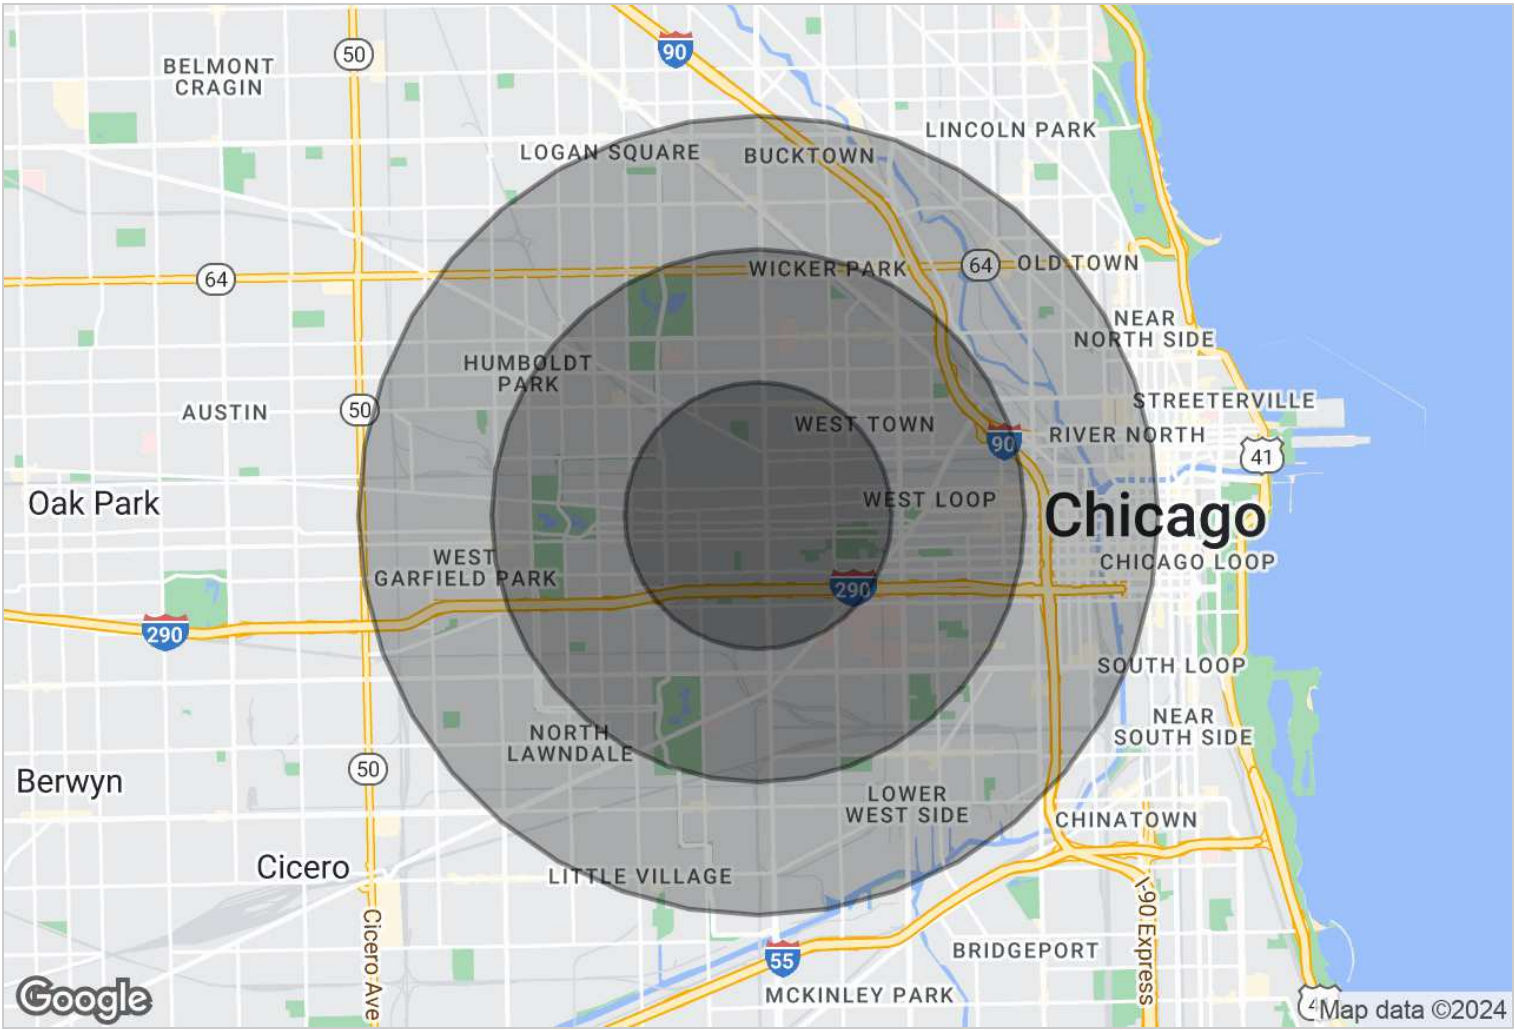 50
90
BELMONT
CRAGIN
LINCOLN PARK
LOGAN SQUARE
BUCKTOWN
64
WICKER PARK
64
OLD TOWN
NEAR
NORTH SIDE
HUMBOLDT
PARK
AUSTIN
50
WEST TOWN
STREETERVILLE
90
RIVER NORTH
41
Oak Park
WEST LOOP
Chicago
WEST
GARFIELD PARK
CHICAGO LOOP
290
290
SOUTH LOOP
NORTH
LAWNDALE
NEAR
SOUTH SIDE
50
Berwyn
LOWER
WEST SIDE
CHINATOWN
Cicero
LITTLE VILLAGE
Cicero Ave
I-90 Express
BRIDGEPORT
55
MCKINLEY PARK
Google
Map data ©2024